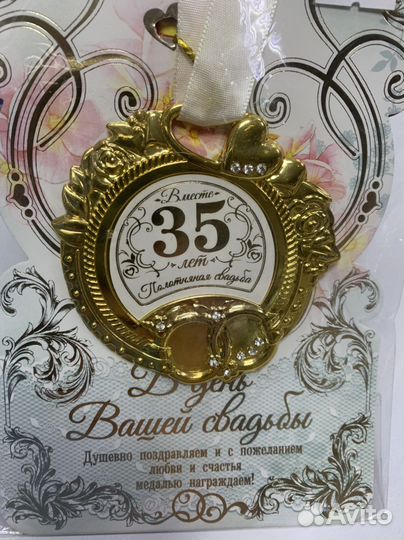 Вместе
35
лет
Полотняная свадьба
В день
Вашей свадьбы
Душевно поздравляем и с пожеланием
любви и счастья
медалью награждаем!
Avito